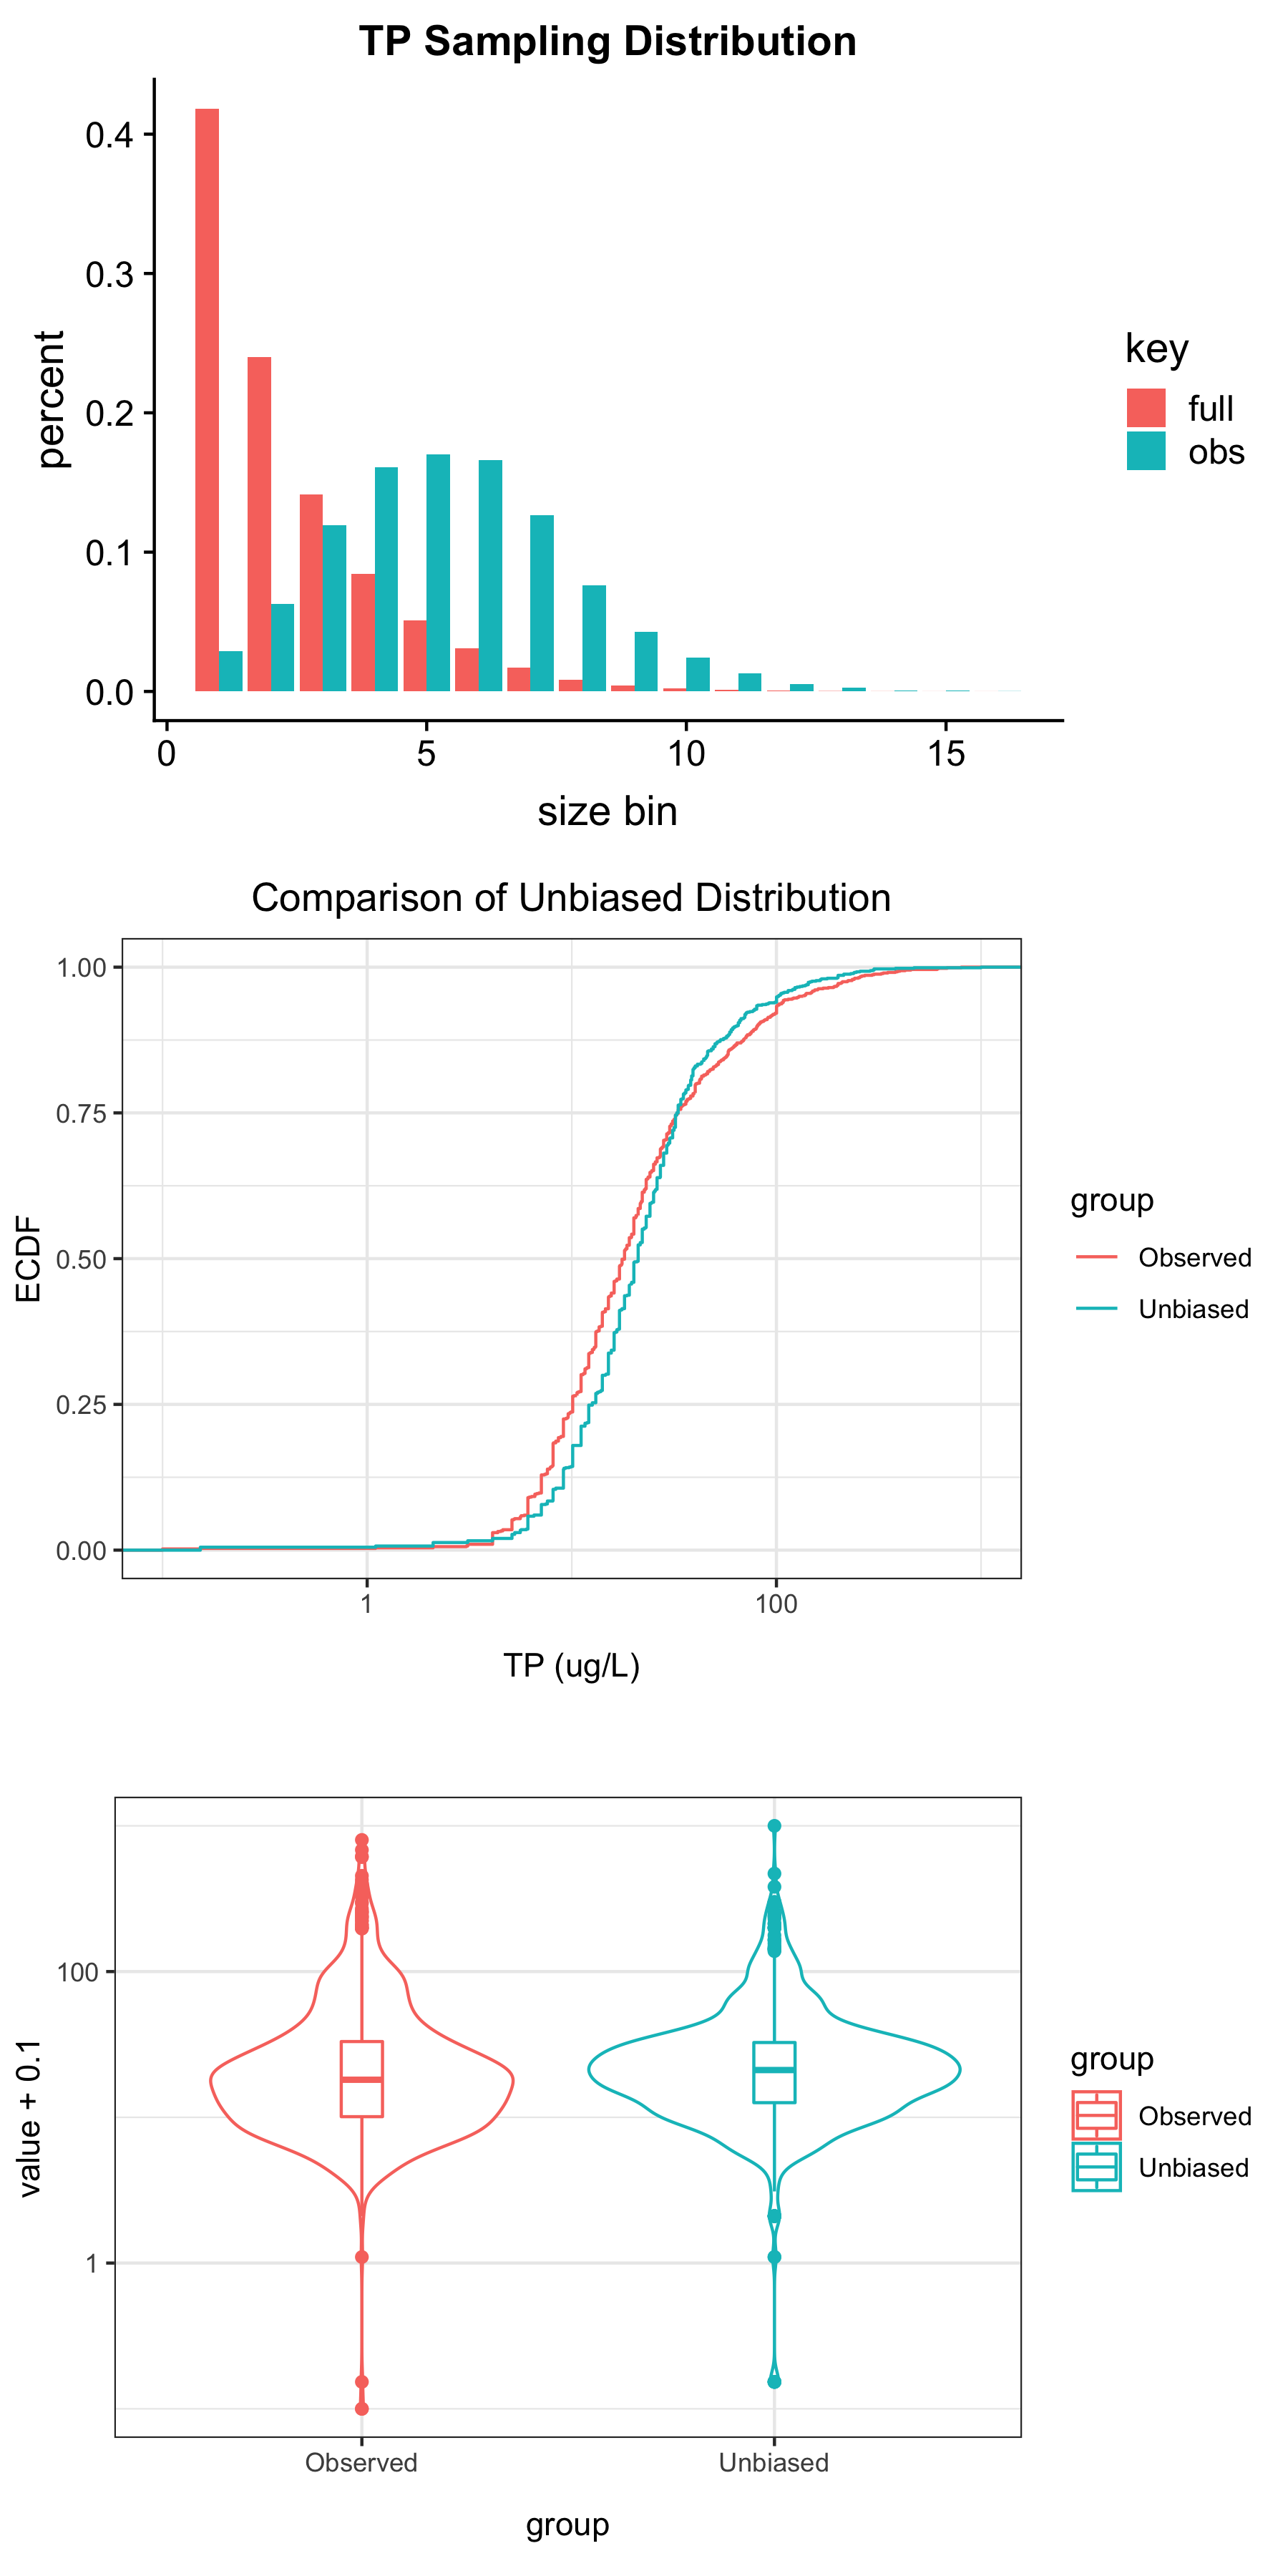 TP Sampling Distribution
0.4
0.3
0.2
0.1
0.0
percent
0 5 10 15
size bin
key
full
obs
Comparison of Unbiased Distribution
1.00
0.75
0.50
0.25
0.00
ECDF
1 100
TP (ug/L)
group
Observed
Unbiased
100
1
value + 0.1
Observed Unbiased
group
group
Observed
Unbiased